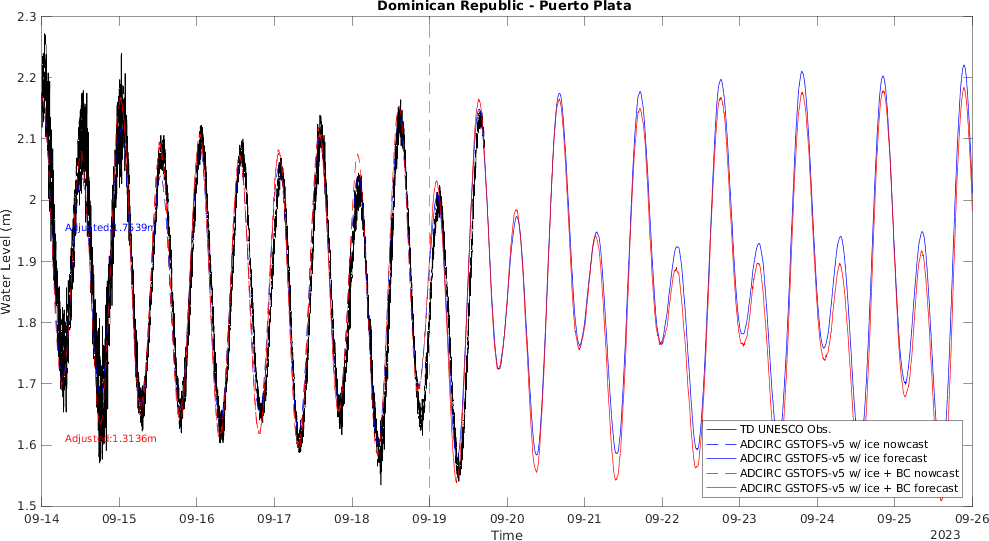 Dominican Republic - Puerto Plata
2.3
2.2
2.1
2
1.9
1.8
1.7
1.6
1.5
Water Level (m)
Adjusted:1.7539m
Adjusted:1.3136m
TD UNESCO Obs.
ADCIRC GSTOFS-v5 w/ ice nowcast
ADCIRC GSTOFS-v5 w/ ice forecast
ADCIRC GSTOFS-v5 w/ ice + BC nowcast
ADCIRC GSTOFS-v5 w/ ice + BC forecast
09-14 09-15 09-16 09-17 09-18 09-19 09-20 09-21 09-22 09-23 09-24 09-25 09-26
Time
2023